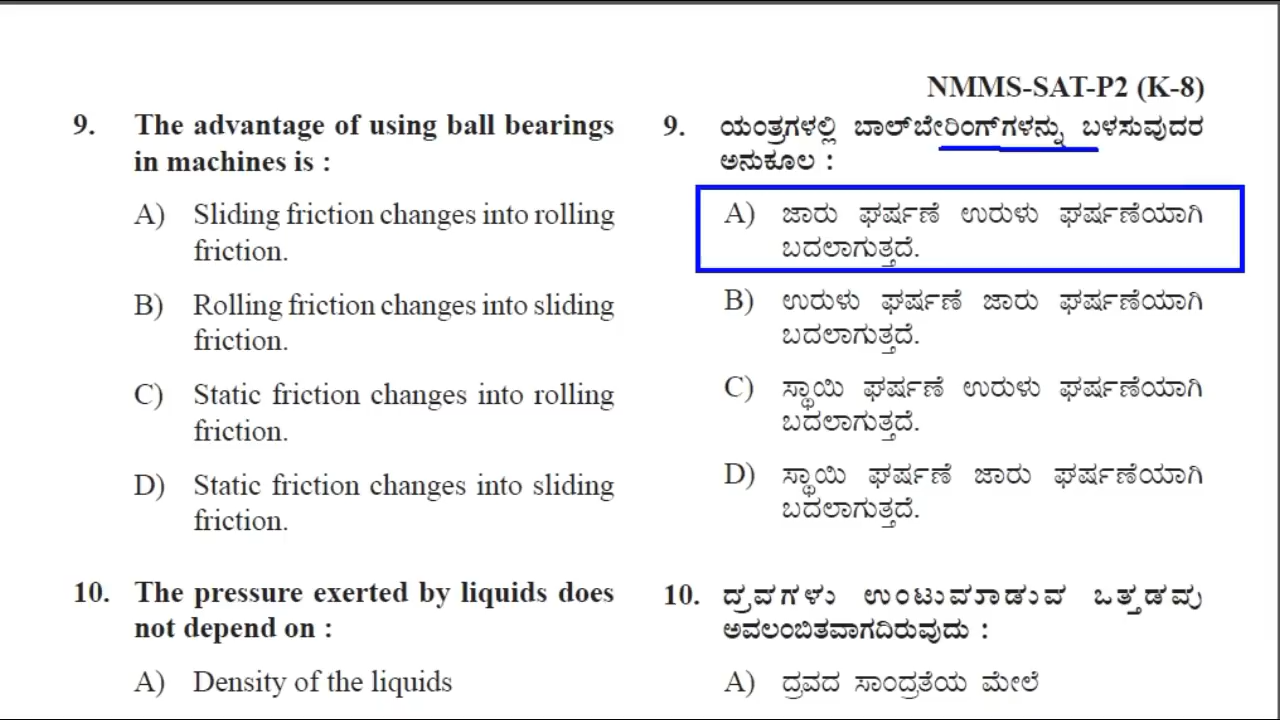 NMMS-SAT-P2 (K-8)
9. The advantage of using ball bearings
in machines is :
A) Sliding friction changes into rolling
friction.
B) Rolling friction changes into sliding
friction.
C) Static friction changes into rolling
friction.
D) Static friction changes into sliding
friction.
10. The pressure exerted by liquids does
not depend on :
A) Density of the liquids
9. ಯಂತ್ರಗಳಲ್ಲಿ ಬಾಲ್‌ಬೇರಿಂಗ್‌ಗಳನ್ನು ಬಳಸುವುದರ
ಅನುಕೂಲ :
A) ಜಾರು ಘರ್ಷಣೆ ಉರುಳು ಘರ್ಷಣೆಯಾಗಿ
ಬದಲಾಗುತ್ತದೆ.
B) ಉರುಳು ಘರ್ಷಣೆ ಜಾರು ಘರ್ಷಣೆಯಾಗಿ
ಬದಲಾಗುತ್ತದೆ.
C) ಸ್ಥಾಯಿ ಘರ್ಷಣೆ ಉರುಳು ಘರ್ಷಣೆಯಾಗಿ
ಬದಲಾಗುತ್ತದೆ.
D) ಸ್ಥಾಯಿ ಘರ್ಷಣೆ ಜಾರು ಘರ್ಷಣೆಯಾಗಿ
ಬದಲಾಗುತ್ತದೆ.
10. ದ್ರವಗಳು ಉಂಟುಮಾಡುವ ಒತ್ತಡವು
ಅವಲಂಬಿತವಾಗದಿರುವುದು :
A) ದ್ರವದ ಸಾಂದ್ರತೆಯ ಮೇಲೆ